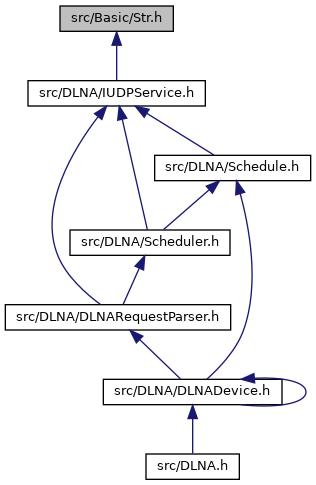 src/Basic/Str.h
src/DLNA/IUDPService.h
src/DLNA/Schedule.h
src/DLNA/Scheduler.h
src/DLNA/DLNARequestParser.h
src/DLNA/DLNADevice.h
src/DLNA.h